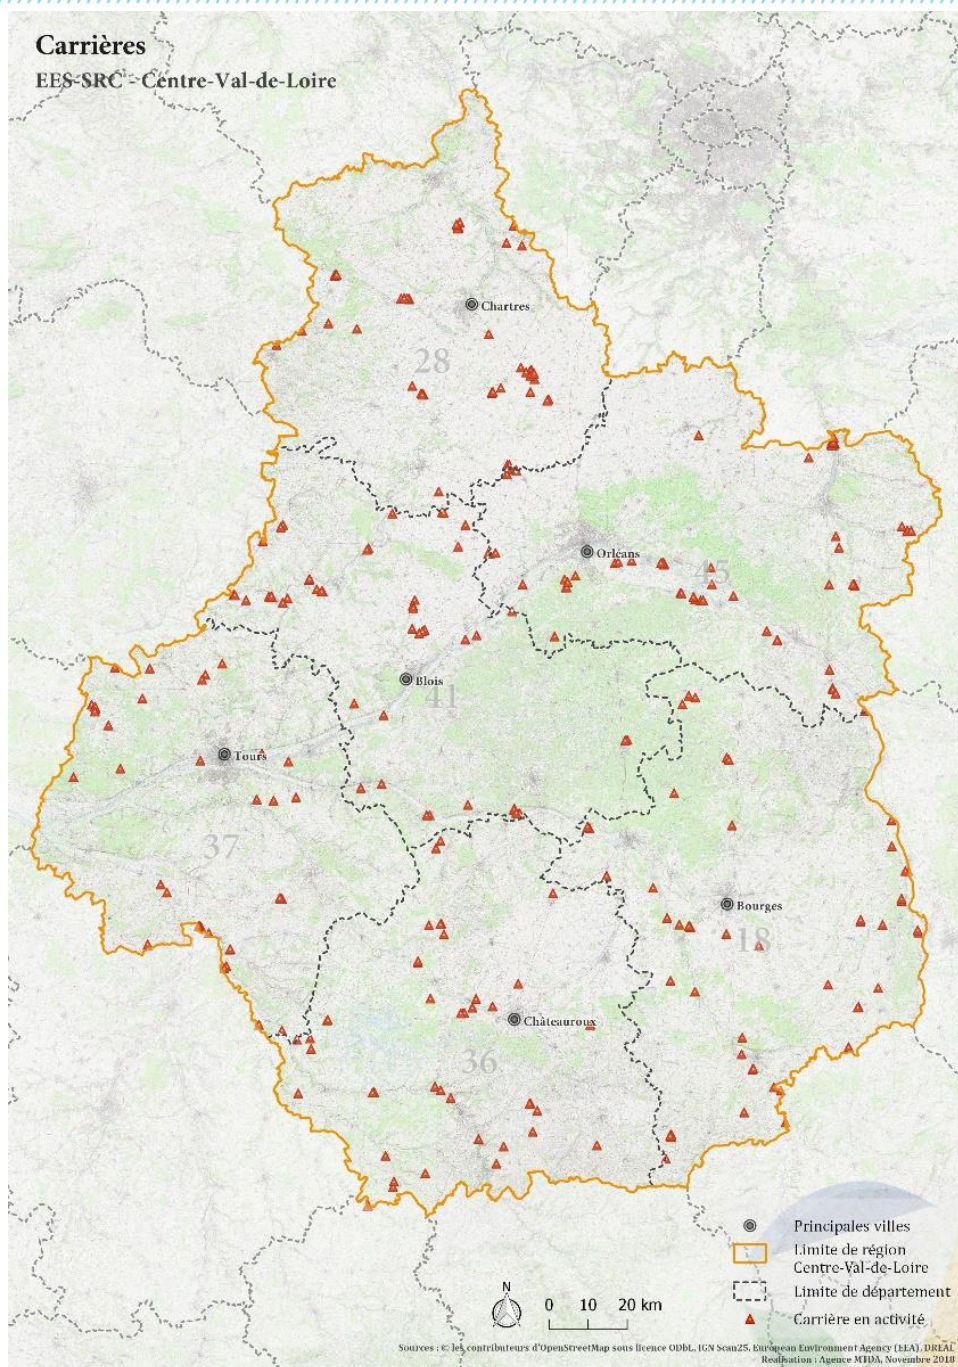 Carrières
EES-SRC - Centre-Val-de-Loire
Chartres
28
Orléans
45
Blois
41
Tours
37
Bourges
18
Châteauroux
36
Principales villes
Limite de région
Centre-Val-de-Loire
Limite de département
Carrière en activité
N
0 10 20 km
Sources : © les contributeurs d'OpenStreetMap sous licence ODbL, IGN Scan25, European Environment Agency (EEA), DREAL
Réalisation : Agence MTDA, Novembre 2018